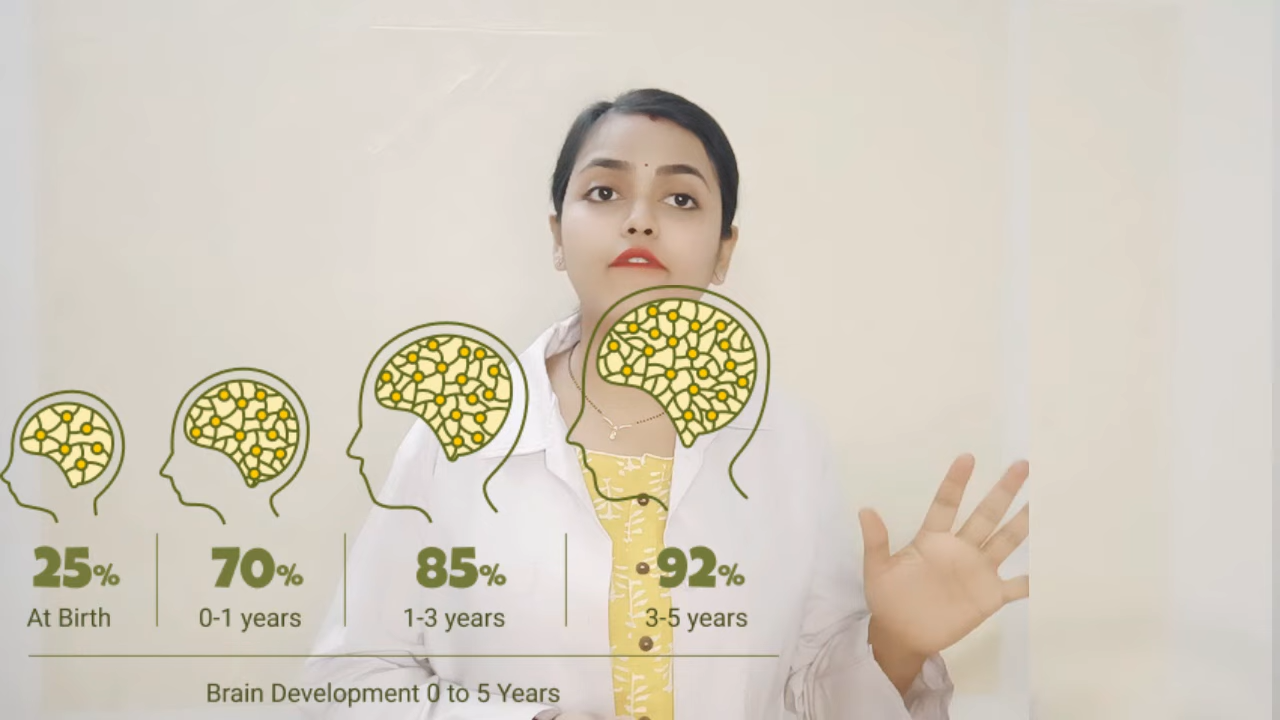 25% 70% 85% 92%
At Birth 0-1 years 1-3 years 3-5 years
Brain Development 0 to 5 Years